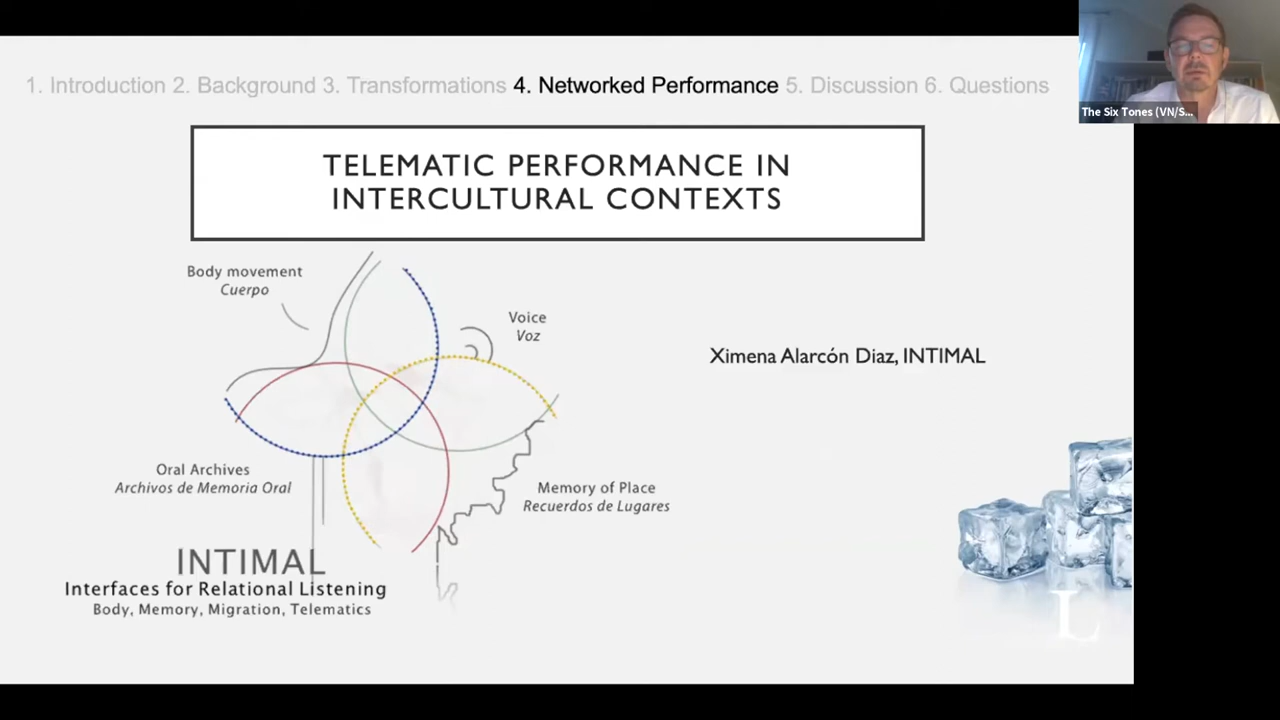 1. Introduction 2. Background 3. Transformations 4. Networked Performance 5. Discussion 6. Questions
The Six Tones (VN/S...
TELEMATIC PERFORMANCE IN
INTERCULTURAL CONTEXTS
Body movement
Cuerpo
Voice
Voz
Ximena Alarcón Diaz, INTIMAL
Oral Archives
Archivos de Memoria Oral
Memory of Place
Recuerdos de Lugares
INTIMAL
Interfaces for Relational Listening
Body, Memory, Migration, Telematics
L